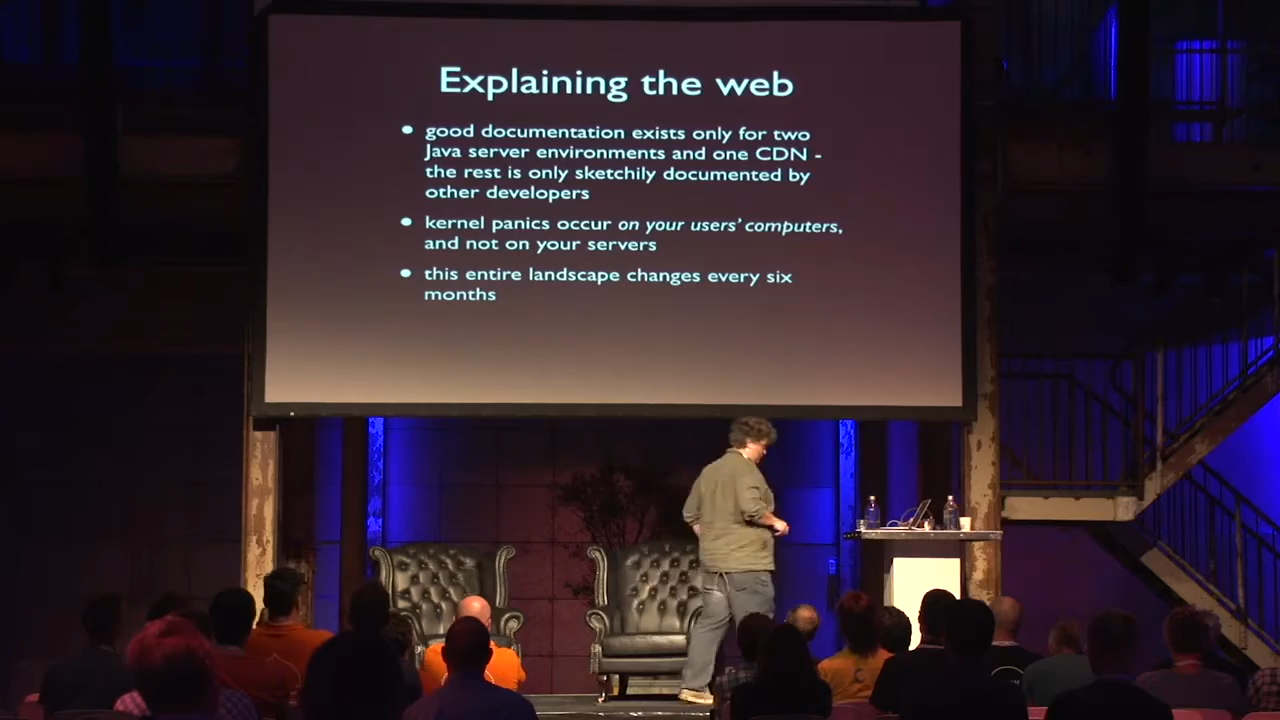 Explaining the web
• good documentation exists only for two
Java server environments and one CDN -
the rest is only sketchily documented by
other developers
• kernel panics occur on your users' computers,
and not on your servers
• this entire landscape changes every six
months